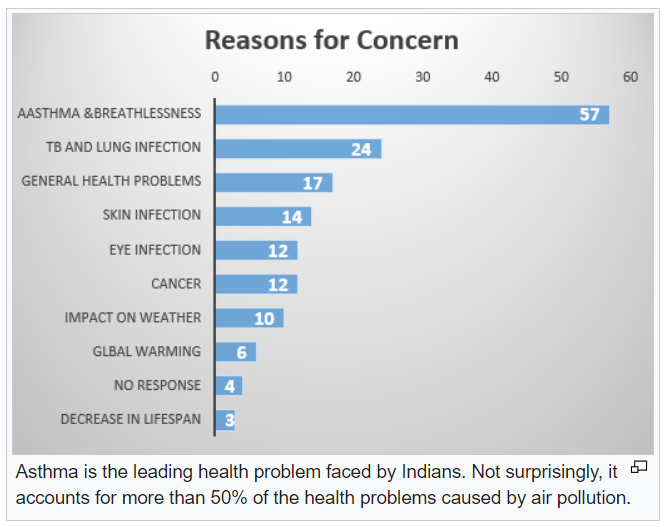 Reasons for Concern
0 10 20 30 40 50 60
AASTHMA &BREATHLESSNESS 57
TB AND LUNG INFECTION 24
GENERAL HEALTH PROBLEMS 17
SKIN INFECTION 14
EYE INFECTION 12
CANCER 12
IMPACT ON WEATHER 10
GLBAL WARMING 6
NO RESPONSE 4
DECREASE IN LIFESPAN 3
Asthma is the leading health problem faced by Indians. Not surprisingly, it
accounts for more than 50% of the health problems caused by air pollution.